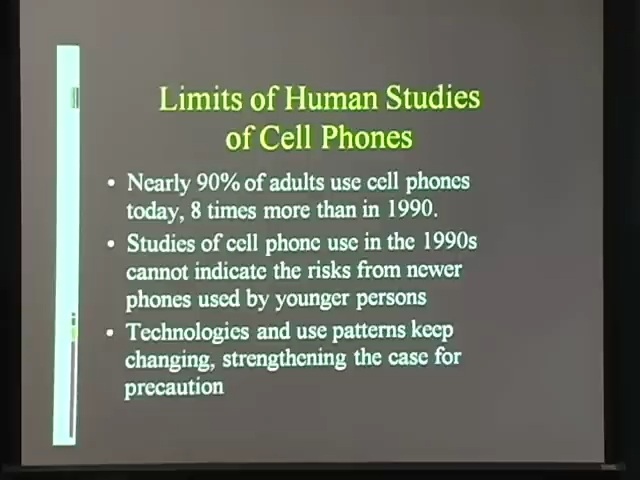 Limits of Human Studies
of Cell Phones
• Nearly 90% of adults use cell phones
today, 8 times more than in 1990.
• Studies of cell phone use in the 1990s
cannot indicate the risks from newer
phones used by younger persons
• Technologies and use patterns keep
changing, strengthening the case for
precaution